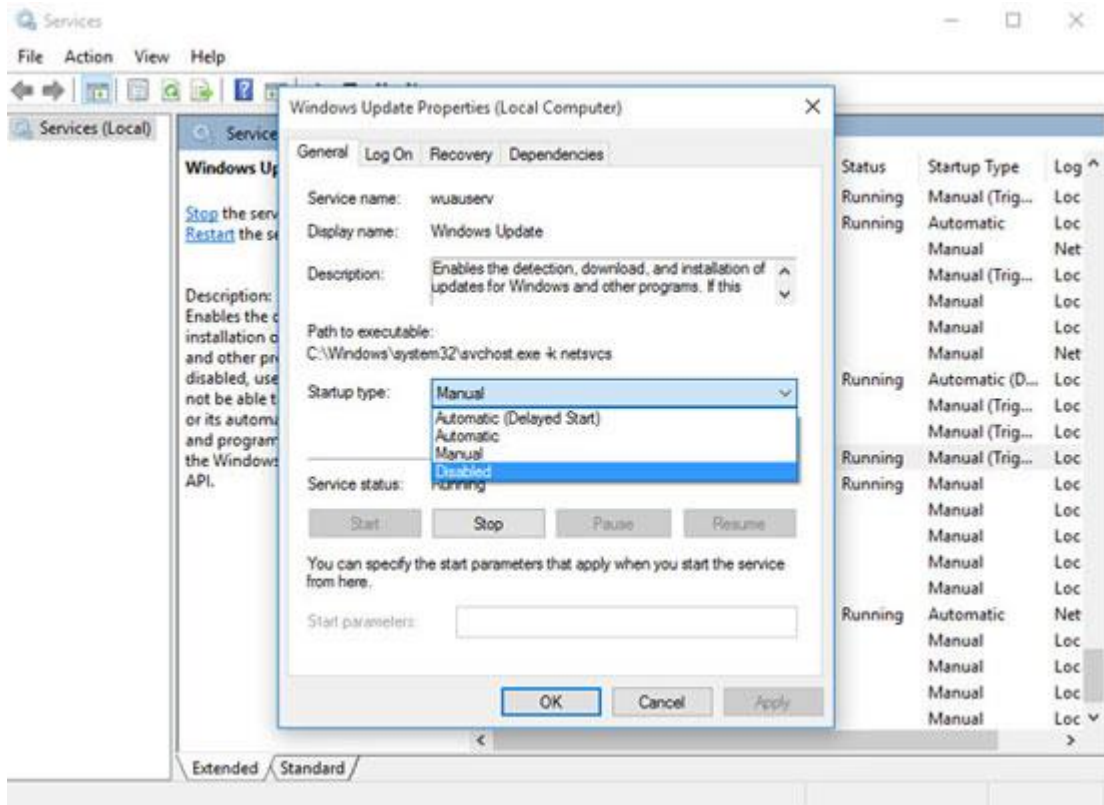 Services
File Action View Help
Services (Local)
Service
Windows Up
Stop the serv
Restart the se
Description:
Enables the d
installation o
and other pr
disabled, use
not be able t
or its automa
and program
the Windows
API.
Windows Update Properties (Local Computer)
General Log On Recovery Dependencies
Service name: wuauserv
Display name: Windows Update
Description: Enables the detection, download, and installation of
updates for Windows and other programs. If this
Path to executable:
C:\Windows\system32\svchost.exe -k netsvcs
Startup type: Manual
Automatic (Delayed Start)
Automatic
Manual
Disabled
Service status: Running
Start Stop Pause Resume
You can specify the start parameters that apply when you start the service
from here.
Start parameters:
OK Cancel Apply
Status Startup Type Log
Running Manual (Trig... Loc
Running Automatic Loc
Manual Net
Manual (Trig... Loc
Manual Loc
Manual Loc
Manual Net
Running Automatic (D... Loc
Manual (Trig... Loc
Manual (Trig... Loc
Running Manual (Trig... Loc
Running Manual Loc
Manual Loc
Manual Loc
Manual Loc
Manual Loc
Running Automatic Net
Manual Loc
Manual Loc
Manual Loc
Manual Loc
Extended Standard